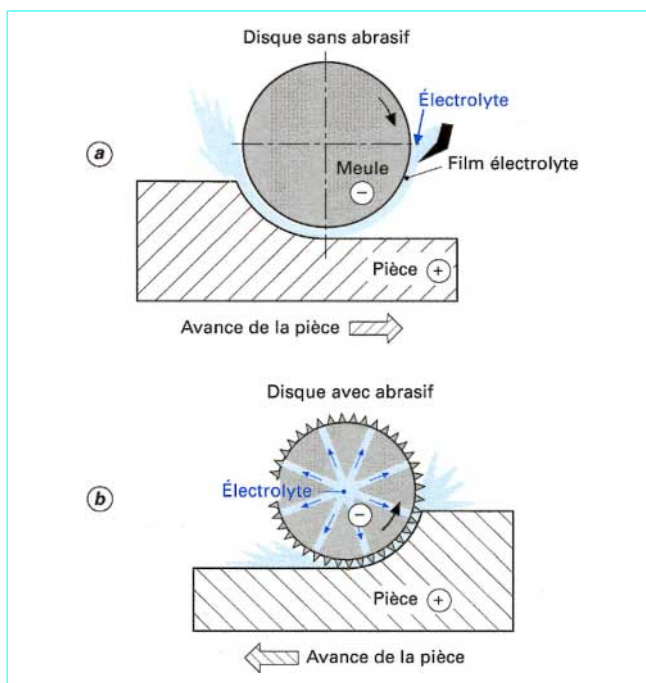 Disque sans abrasif
Électrolyte
a
Meule
Film électrolyte
−
Pièce +
Avance de la pièce
Disque avec abrasif
Électrolyte
b
−
Pièce +
Avance de la pièce